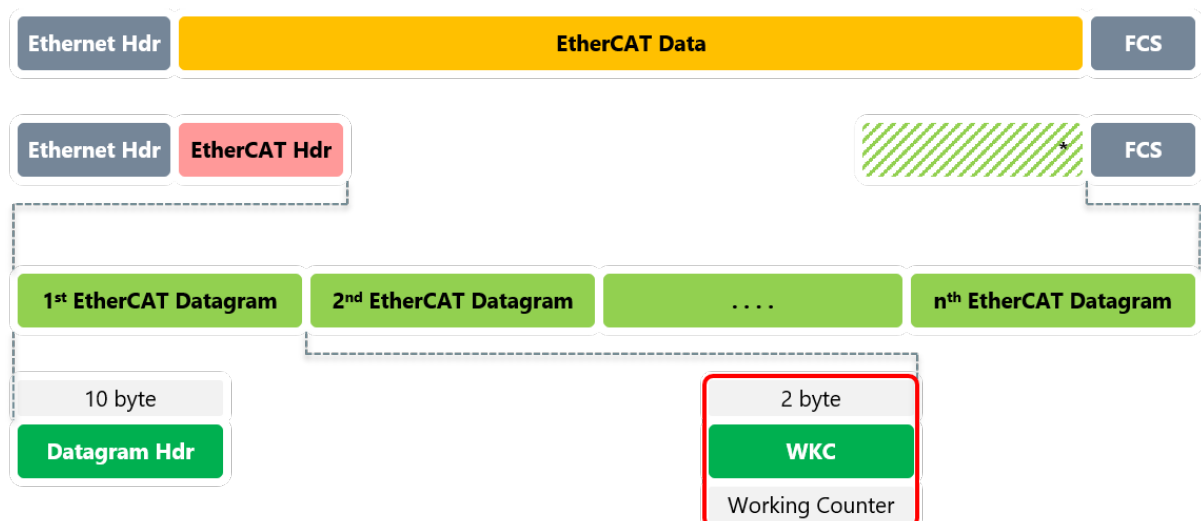 Ethernet Hdr EtherCAT Data FCS
Ethernet Hdr EtherCAT Hdr * FCS
1st EtherCAT Datagram 2nd EtherCAT Datagram . . . . nth EtherCAT Datagram
10 byte 2 byte
Datagram Hdr WKC
Working Counter